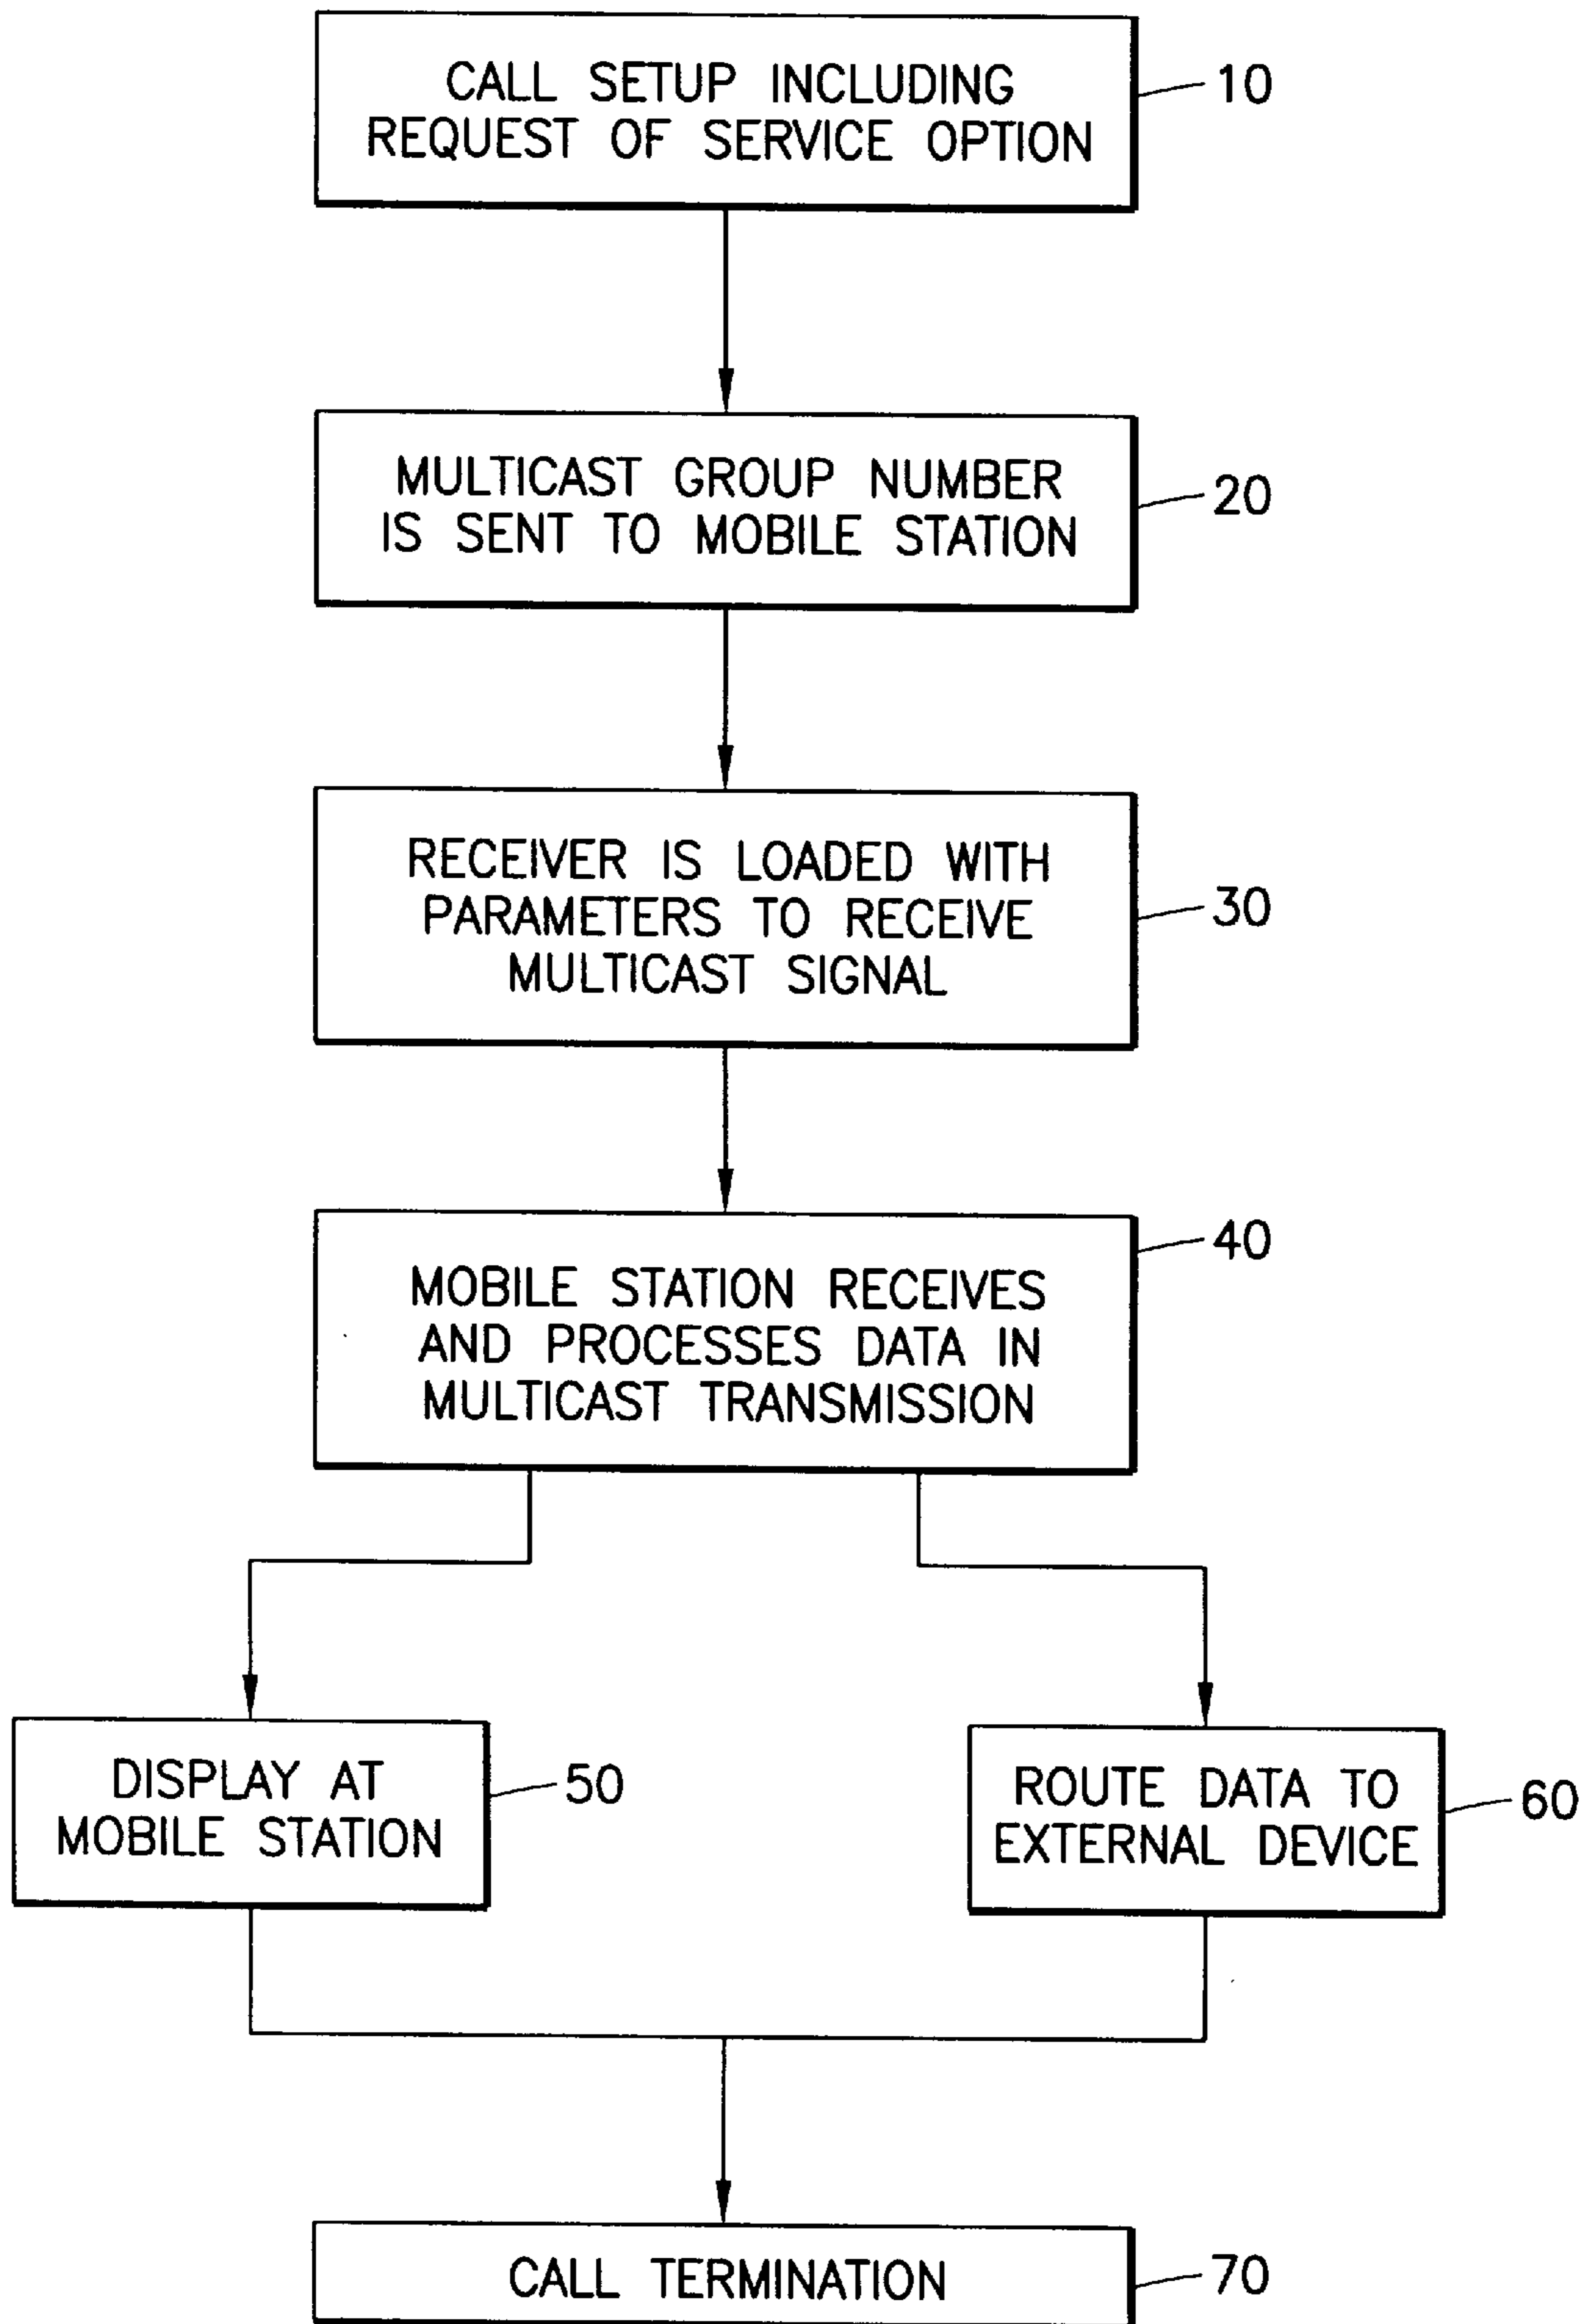 CALL SETUP INCLUDING
REQUEST OF SERVICE OPTION
10
MULTICAST GROUP NUMBER
IS SENT TO MOBILE STATION
20
RECEIVER IS LOADED WITH
PARAMETERS TO RECEIVE
MULTICAST SIGNAL
30
40
MOBILE STATION RECEIVES
AND PROCESSES DATA IN
MULTICAST TRANSMISSION
DISPLAY AT
MOBILE STATION
50
ROUTE DATA TO
EXTERNAL DEVICE
60
CALL TERMINATION
70